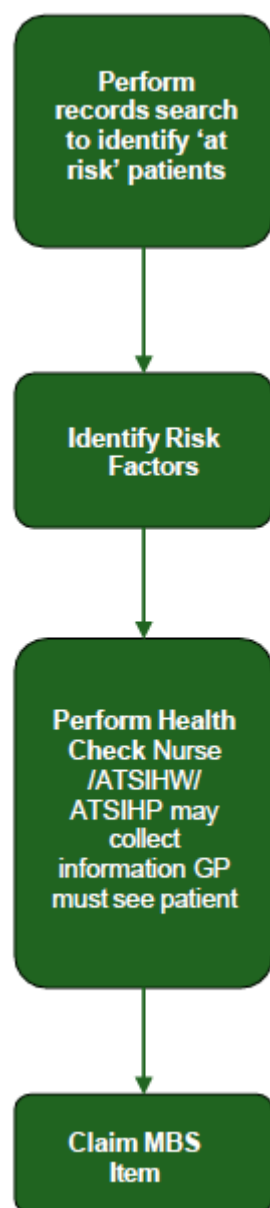 Perform
records search
to identify ‘at
risk’ patients
Identify Risk
Factors
Perform Health
Check Nurse
/ATSIHW/
ATSIHP may
collect
information GP
must see patient
Claim MBS
Item